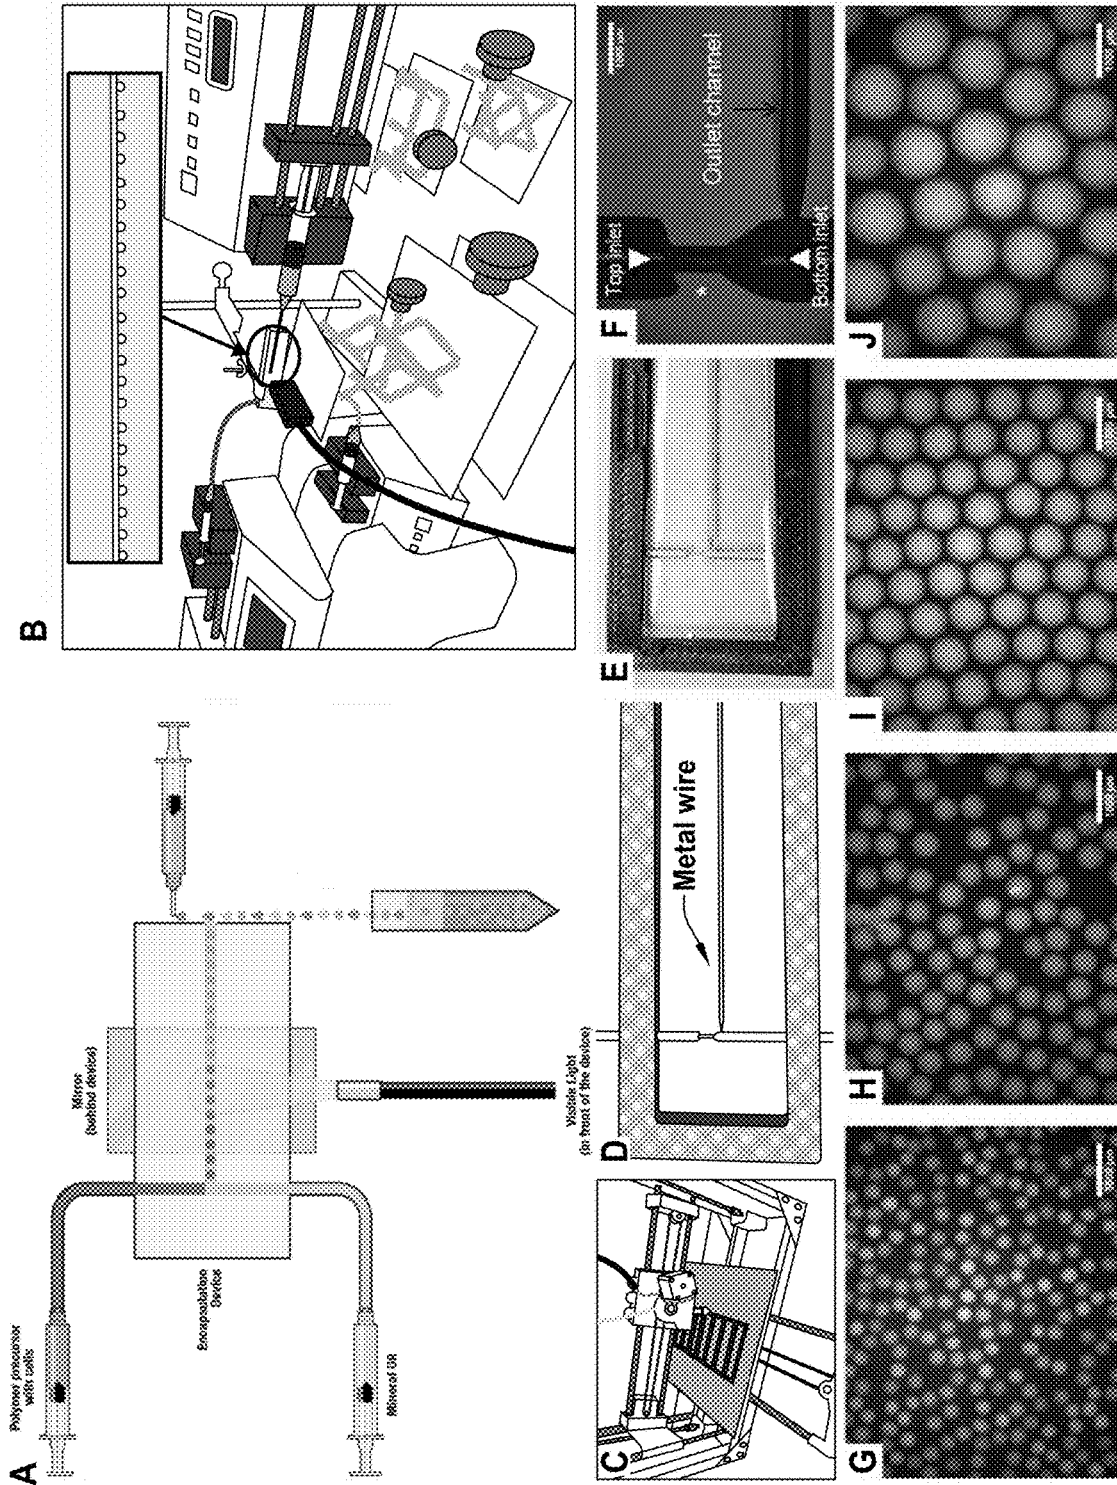 A
Polymer precursor
with cells
Mirror
(behind device)
Encapsulation
Device
Mineral Oil
Visible Light
(in front of the device)
B
C
D
Metal wire
E
F
Top inlet
Outlet channel
*
Bottom inlet
G
H
I
J